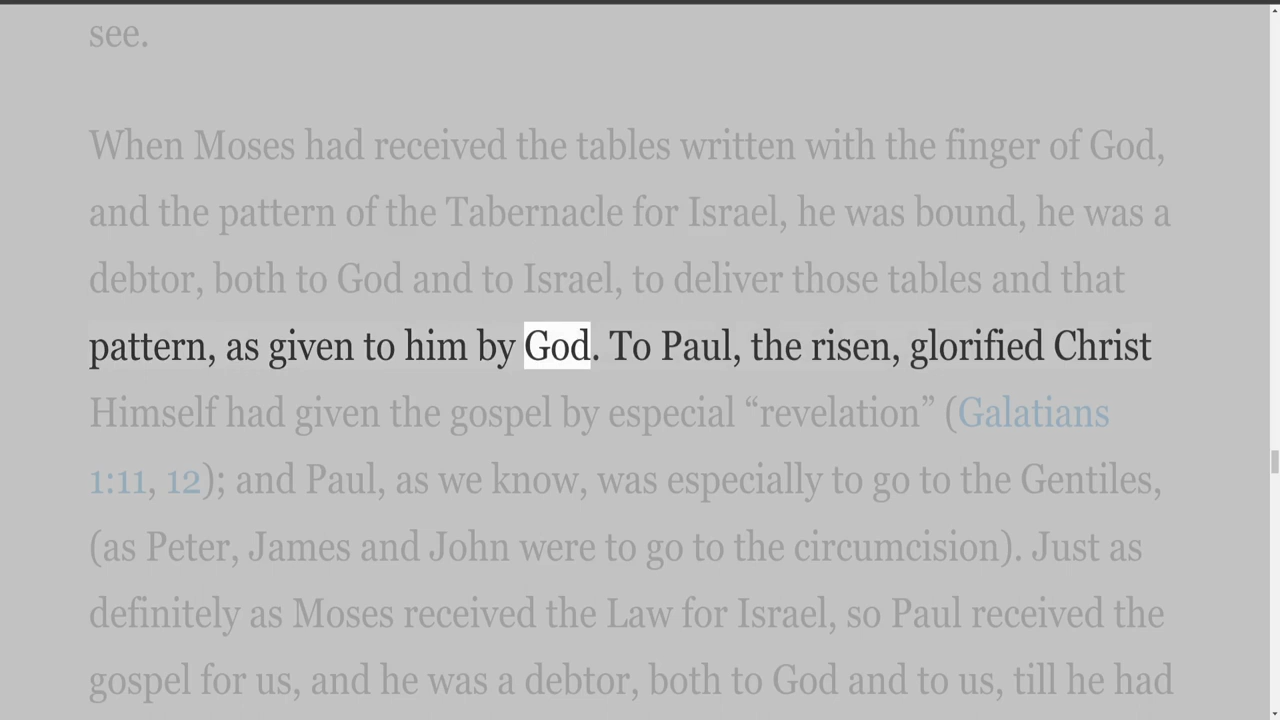 see.
When Moses had received the tables written with the finger of God,
and the pattern of the Tabernacle for Israel, he was bound, he was a
debtor, both to God and to Israel, to deliver those tables and that
pattern, as given to him by God. To Paul, the risen, glorified Christ
Himself had given the gospel by especial “revelation” (Galatians
1:11, 12); and Paul, as we know, was especially to go to the Gentiles,
(as Peter, James and John were to go to the circumcision). Just as
definitely as Moses received the Law for Israel, so Paul received the
gospel for us, and he was a debtor, both to God and to us, till he had